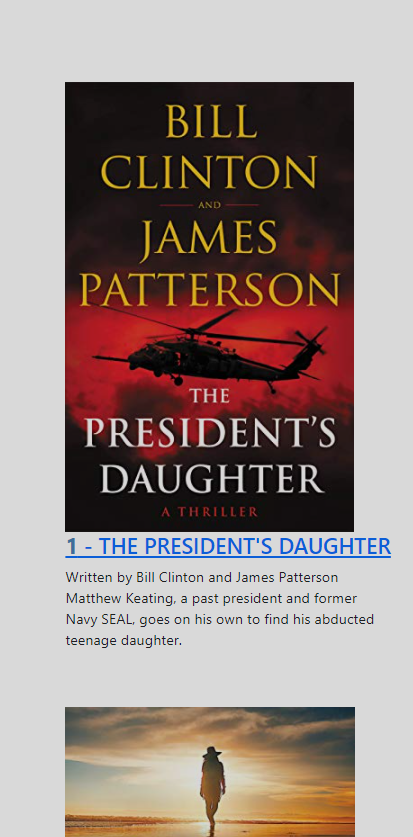 BILL
CLINTON
AND
JAMES
PATTERSON
THE
PRESIDENT'S
DAUGHTER
A THRILLER
1 - THE PRESIDENT'S DAUGHTER
Written by Bill Clinton and James Patterson
Matthew Keating, a past president and former
Navy SEAL, goes on his own to find his abducted
teenage daughter.